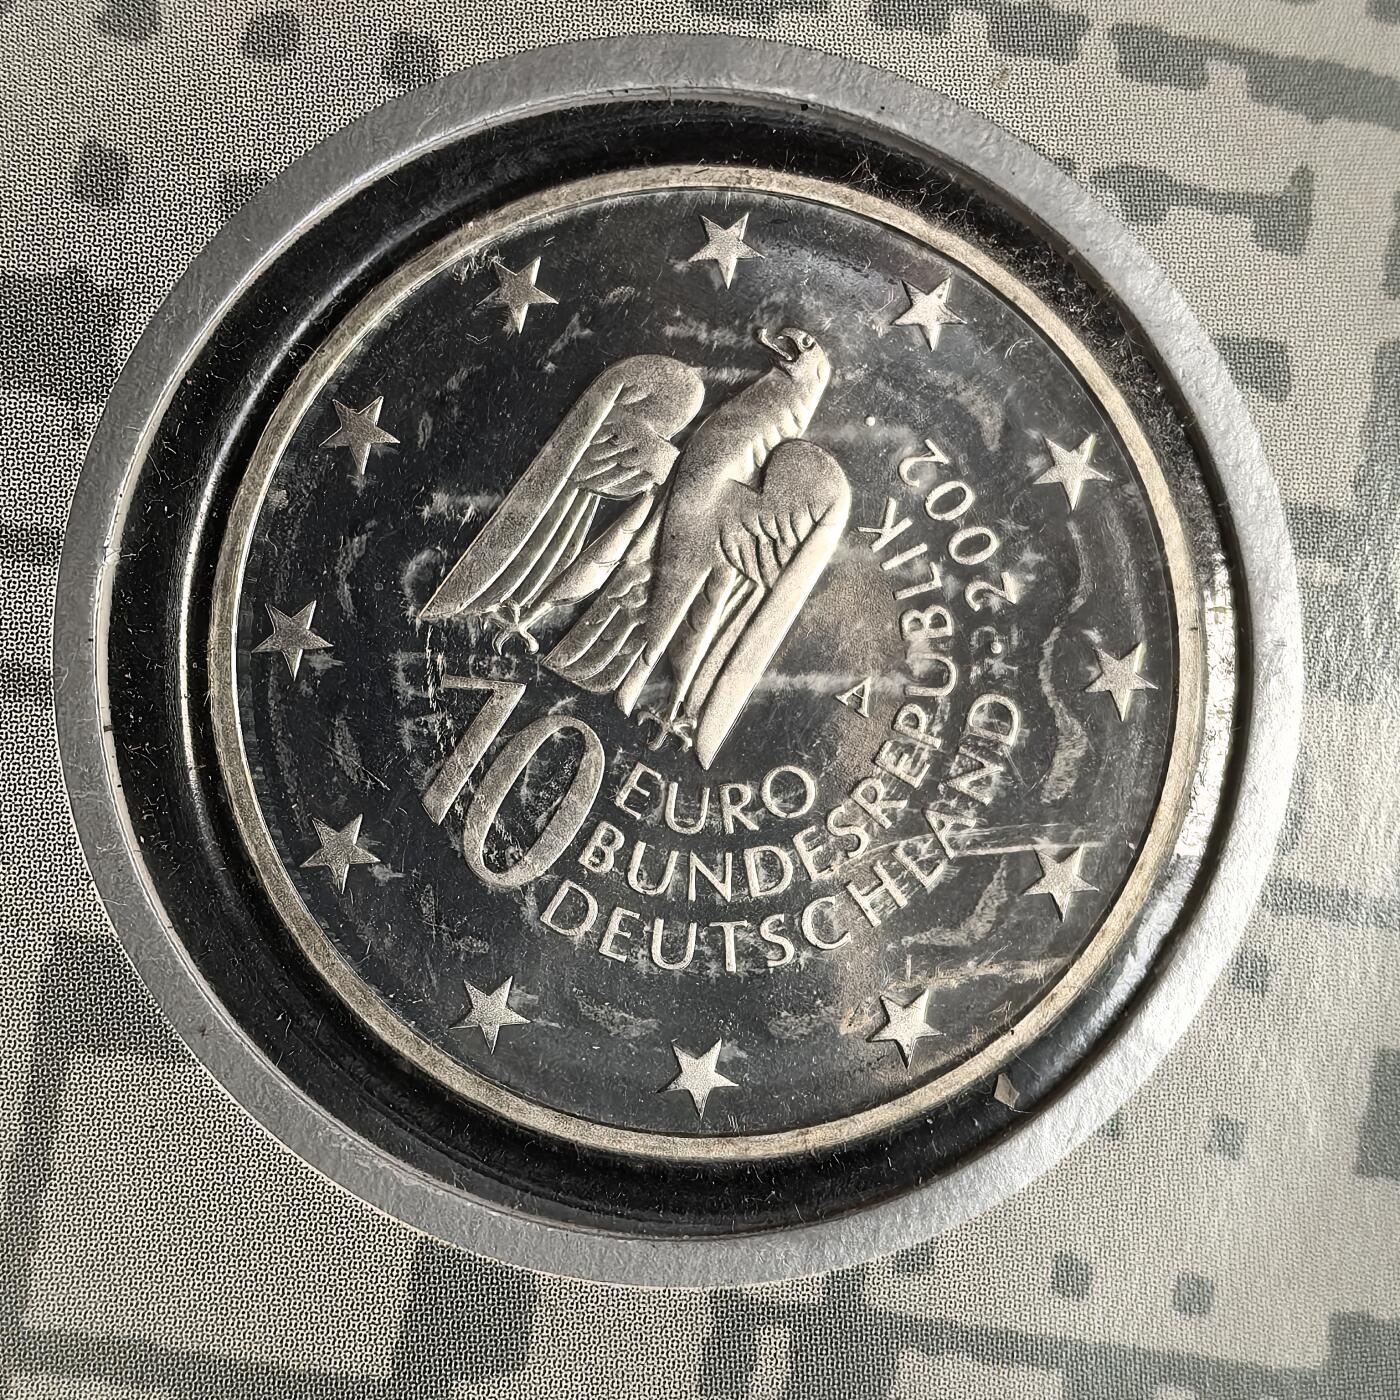 10 EURO
BUNDESREPUBLIK
DEUTSCHLAND · 2002
A